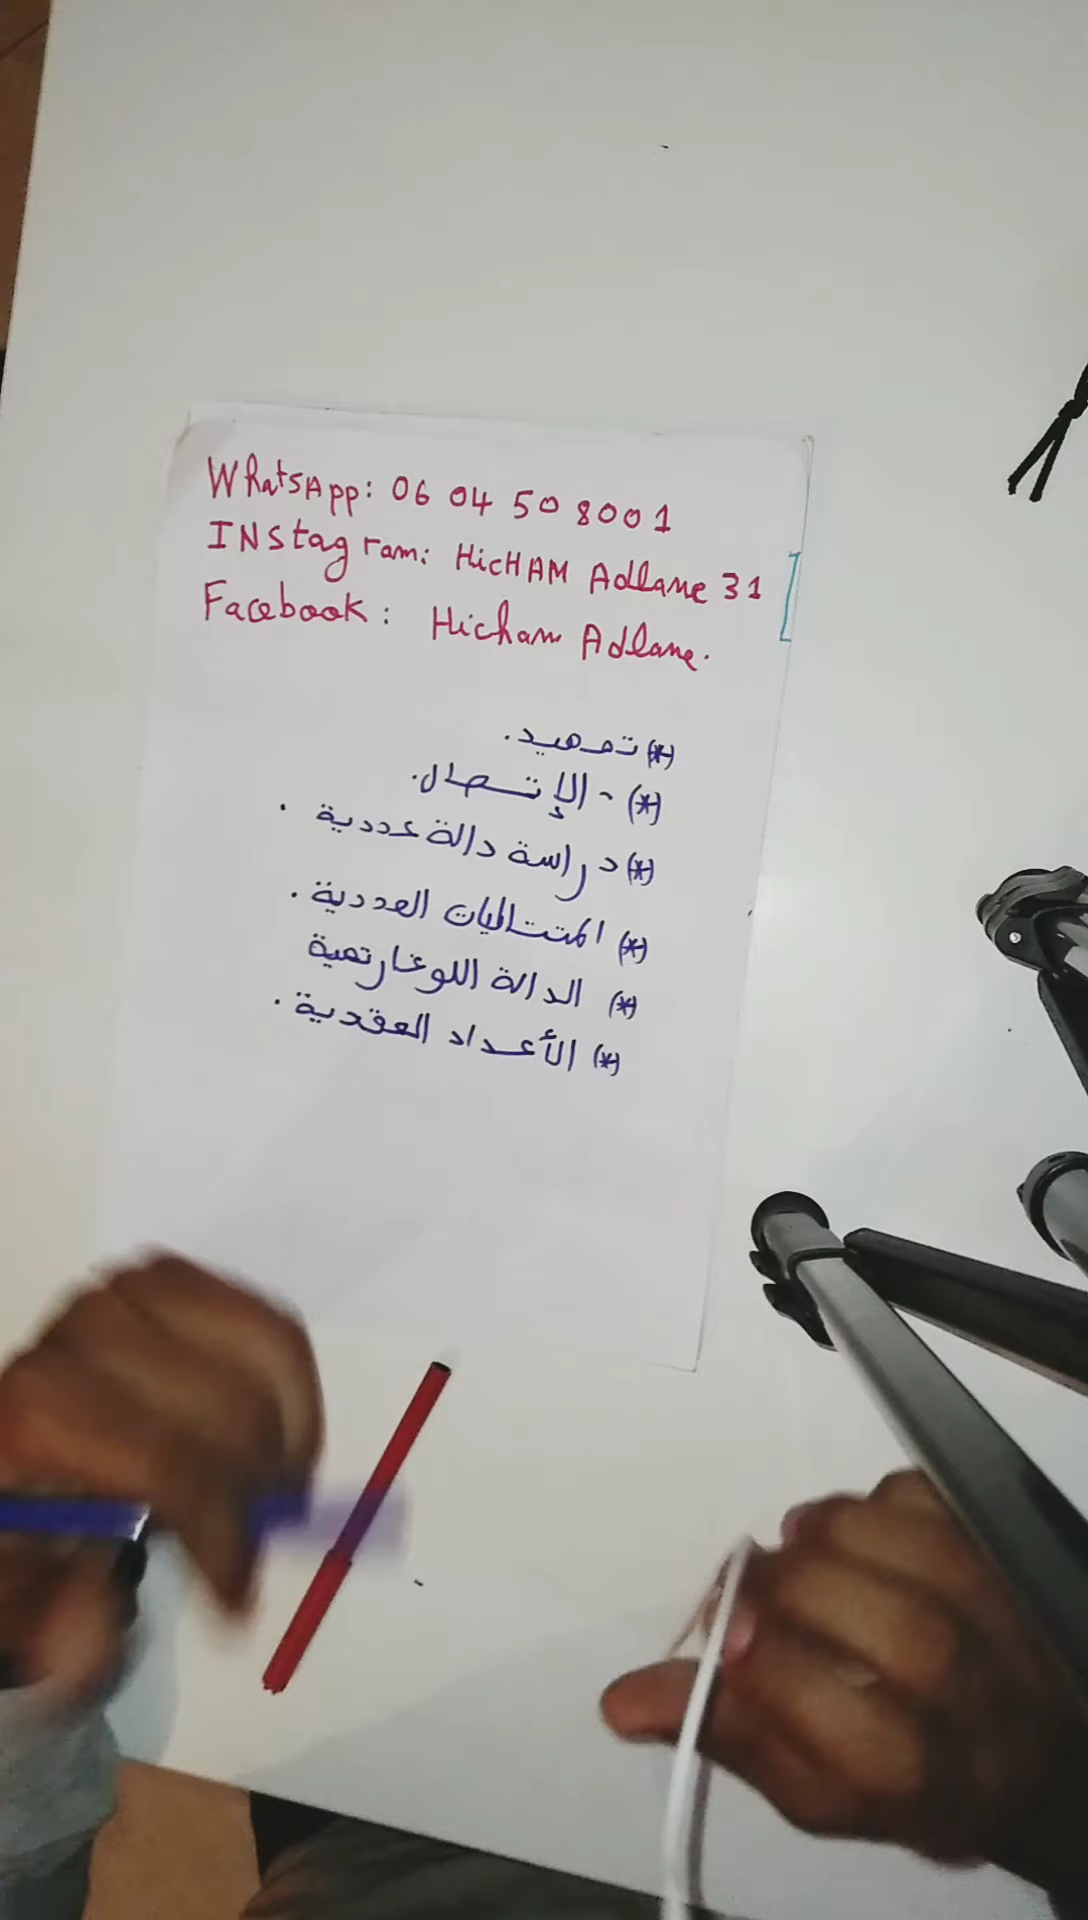 WhatsApp: 06 04 50 8001
INstagram: HicHAM Adlane 31
Facebook: Hicham Adlane.
(*) تمهيد.
(*) - الإتصال.
(*) دراسة دالة عددية.
(*) المتتاليات العددية.
(*) الدالة اللوغارتمية
(*) الأعداد العقدية.